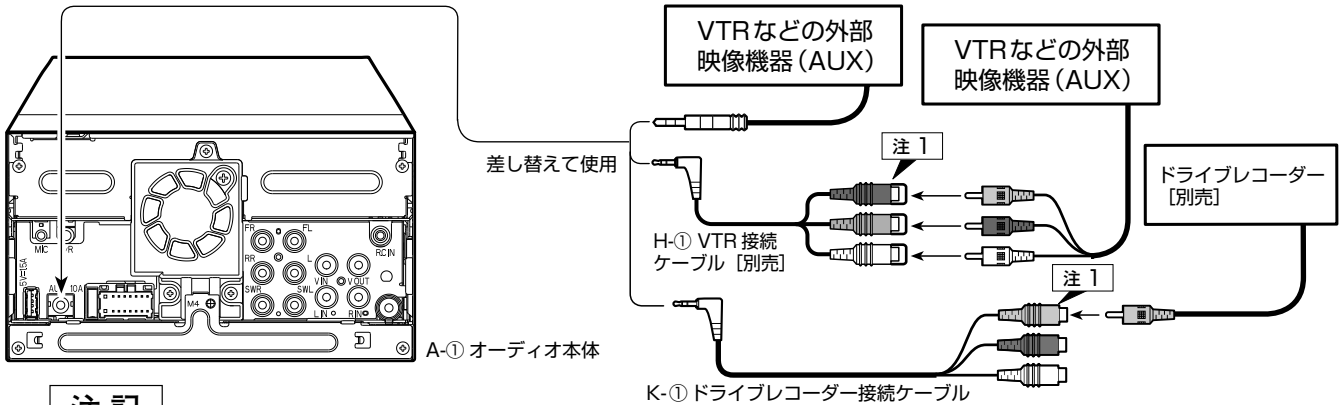 VTRなどの外部
映像機器(AUX)
VTRなどの外部
映像機器(AUX)
注 1
差し替えて使用
ドライブレコーダー
[別売]
H-① VTR 接続
ケーブル [別売]
注 1
A-① オーディオ本体
K-① ドライブレコーダー接続ケーブル
MIC
FR
FL
RR
L
RC IN
V IN
V OUT
SWR
SWL
L IN
R IN
M4
10A
注 記